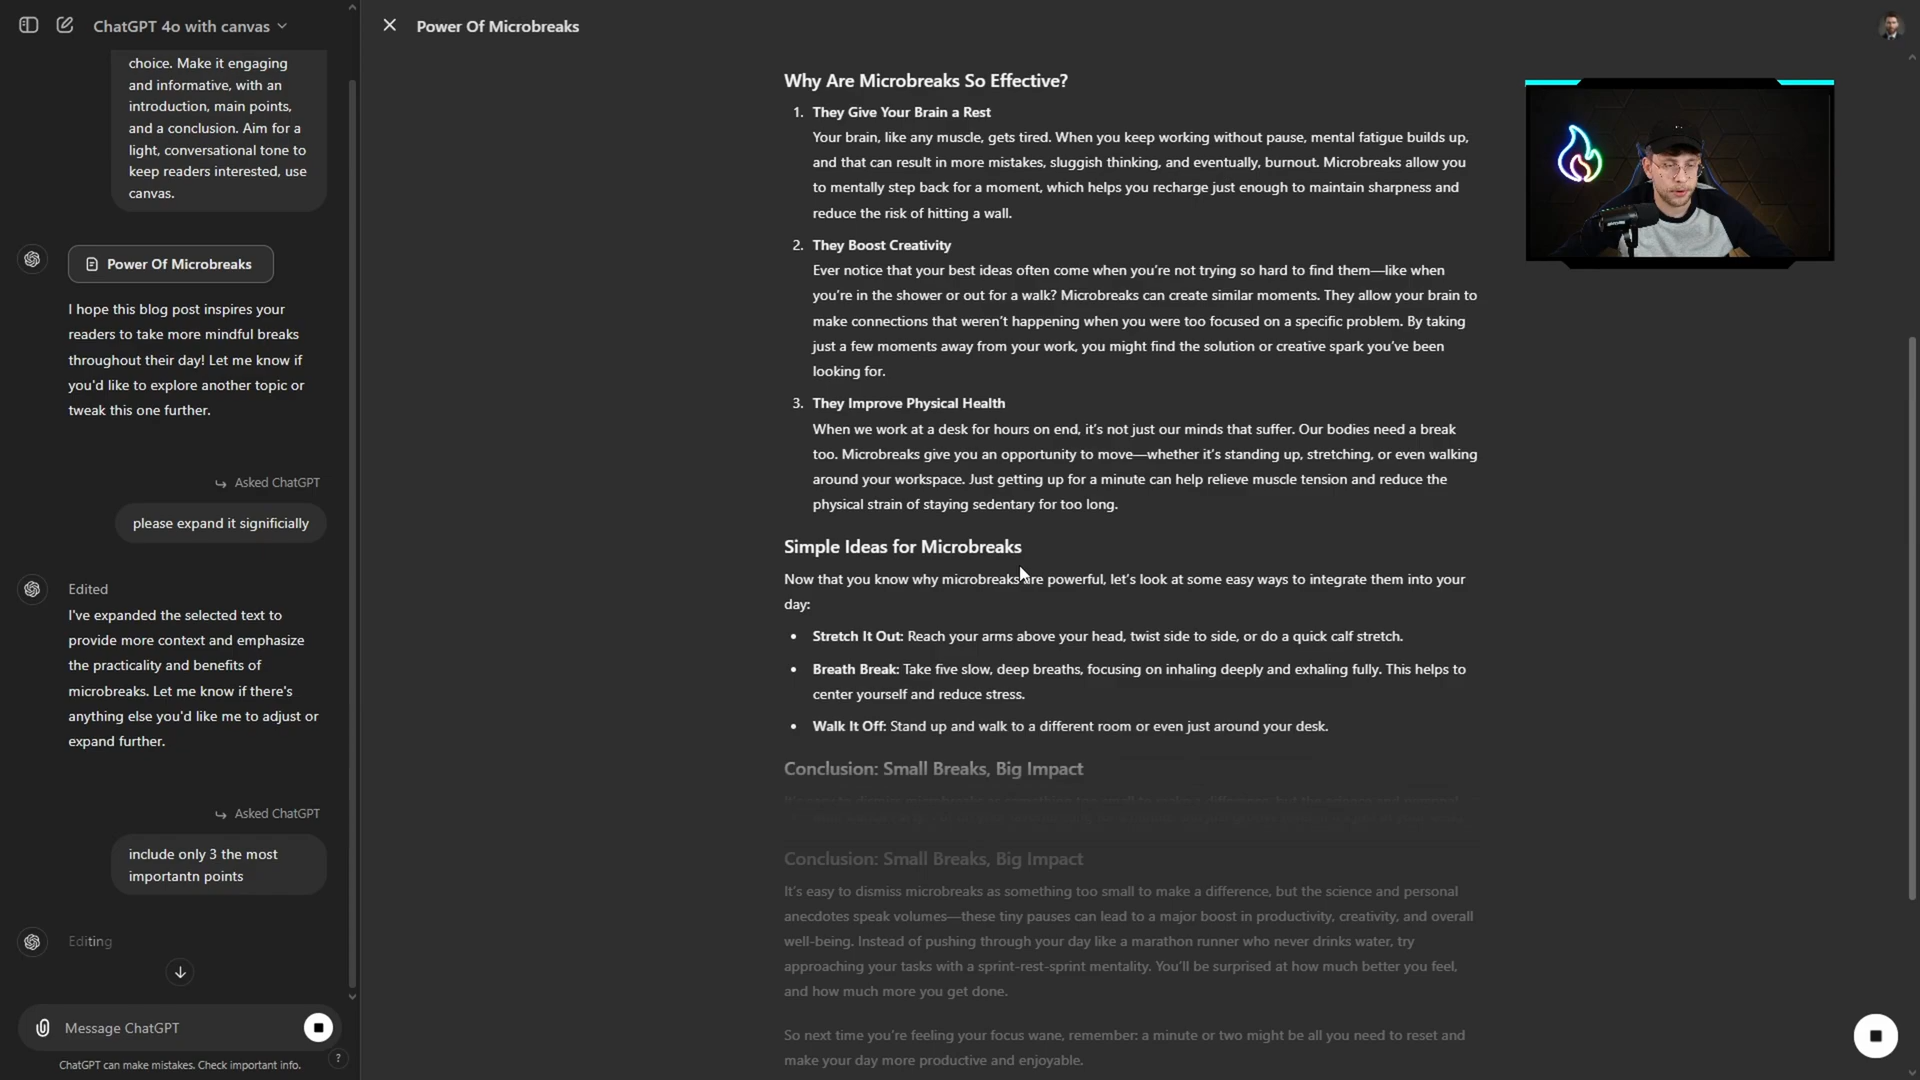 ChatGPT 4o with canvas
choice. Make it engaging
and informative, with an
introduction, main points,
and a conclusion. Aim for a
light, conversational tone to
keep readers interested, use
canvas.
Power Of Microbreaks
I hope this blog post inspires your
readers to take more mindful breaks
throughout their day! Let me know if
you'd like to explore another topic or
tweak this one further.
Asked ChatGPT
please expand it significially
Edited
I've expanded the selected text to
provide more context and emphasize
the practicality and benefits of
microbreaks. Let me know if there's
anything else you'd like me to adjust or
expand further.
Asked ChatGPT
include only 3 the most
importantn points
Editing
Message ChatGPT
ChatGPT can make mistakes. Check important info.
?
Power Of Microbreaks
Why Are Microbreaks So Effective?
1. They Give Your Brain a Rest
Your brain, like any muscle, gets tired. When you keep working without pause, mental fatigue builds up,
and that can result in more mistakes, sluggish thinking, and eventually, burnout. Microbreaks allow you
to mentally step back for a moment, which helps you recharge just enough to maintain sharpness and
reduce the risk of hitting a wall.
2. They Boost Creativity
Ever notice that your best ideas often come when you're not trying so hard to find them—like when
you're in the shower or out for a walk? Microbreaks can create similar moments. They allow your brain to
make connections that weren't happening when you were too focused on a specific problem. By taking
just a few moments away from your work, you might find the solution or creative spark you've been
looking for.
3. They Improve Physical Health
When we work at a desk for hours on end, it's not just our minds that suffer. Our bodies need a break
too. Microbreaks give you an opportunity to move—whether it's standing up, stretching, or even walking
around your workspace. Just getting up for a minute can help relieve muscle tension and reduce the
physical strain of staying sedentary for too long.
Simple Ideas for Microbreaks
Now that you know why microbreaks are powerful, let's look at some easy ways to integrate them into your
day:
• Stretch It Out: Reach your arms above your head, twist side to side, or do a quick calf stretch.
• Breath Break: Take five slow, deep breaths, focusing on inhaling deeply and exhaling fully. This helps to
center yourself and reduce stress.
• Walk It Off: Stand up and walk to a different room or even just around your desk.
Conclusion: Small Breaks, Big Impact
Conclusion: Small Breaks, Big Impact
It's easy to dismiss microbreaks as something too small to make a difference, but the science and personal
anecdotes speak volumes—these tiny pauses can lead to a major boost in productivity, creativity, and overall
well-being. Instead of pushing through your day like a marathon runner who never drinks water, try
approaching your tasks with a sprint-rest-sprint mentality. You'll be surprised at how much better you feel,
and how much more you get done.
So next time you're feeling your focus wane, remember: a minute or two might be all you need to reset and
make your day more productive and enjoyable.